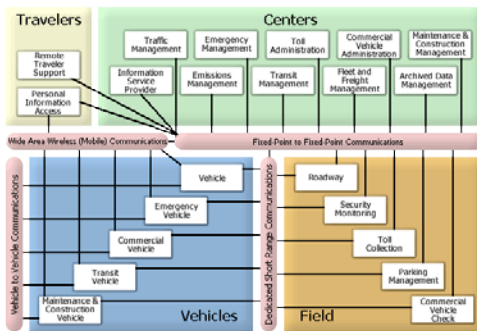 Travelers
Remote
Traveler
Support
Personal
Information
Access
Centers
Traffic
Management
Emergency
Management
Toll
Administration
Commercial
Vehicle
Administration
Maintenance &
Construction
Management
Information
Service
Provider
Emissions
Management
Transit
Management
Fleet and
Freight
Management
Archived Data
Management
Wide Area Wireless (Mobile) Communications
Fixed-Point to Fixed-Point Communications
Vehicle to Vehicle Communications
Vehicle
Emergency
Vehicle
Commercial
Vehicle
Transit
Vehicle
Maintenance &
Construction
Vehicle
Vehicles
Dedicated Short Range Communications
Roadway
Security
Monitoring
Toll
Collection
Parking
Management
Commercial
Vehicle
Check
Field